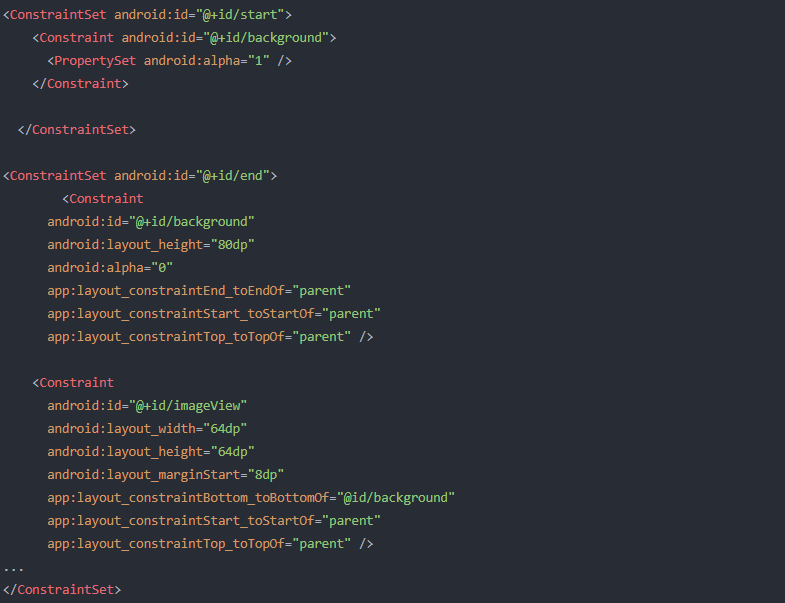 <ConstraintSet android:id="@+id/start">
    <Constraint android:id="@+id/background">
      <PropertySet android:alpha="1" />
    </Constraint>

  </ConstraintSet>

<ConstraintSet android:id="@+id/end">
        <Constraint
      android:id="@+id/background"
      android:layout_height="80dp"
      android:alpha="0"
      app:layout_constraintEnd_toEndOf="parent"
      app:layout_constraintStart_toStartOf="parent"
      app:layout_constraintTop_toTopOf="parent" />

    <Constraint
      android:id="@+id/imageView"
      android:layout_width="64dp"
      android:layout_height="64dp"
      android:layout_marginStart="8dp"
      app:layout_constraintBottom_toBottomOf="@id/background"
      app:layout_constraintStart_toStartOf="parent"
      app:layout_constraintTop_toTopOf="parent" />
...
</ConstraintSet>